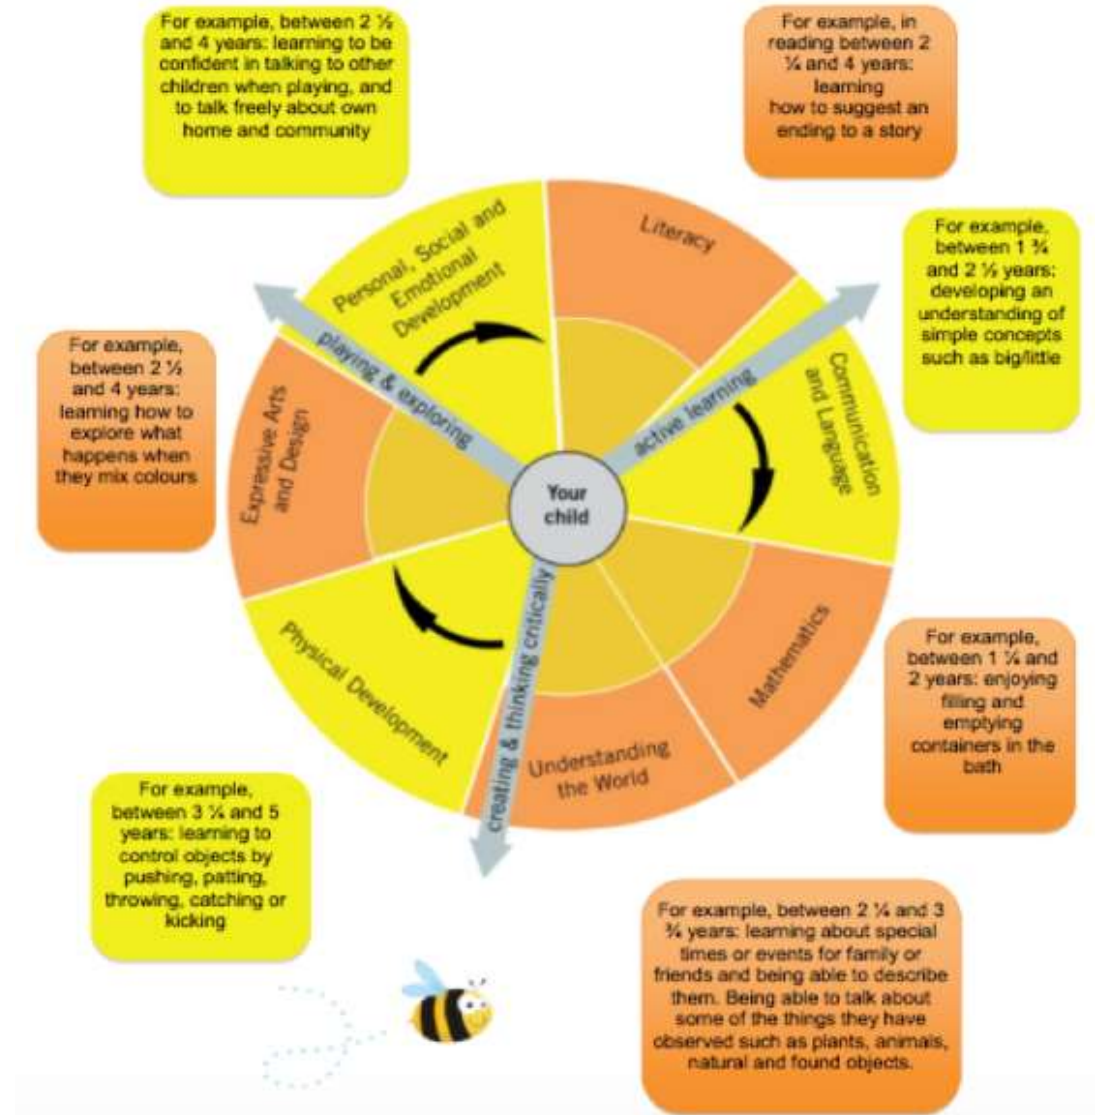 For example, between 2 ½
and 4 years: learning to be
confident in talking to other
children when playing, and
to talk freely about own
home and community
For example, in
reading between 2
¼ and 4 years:
learning
how to suggest an
ending to a story
For example,
between 1 ¾
and 2 ½ years:
developing an
understanding of
simple concepts
such as big/little
For example,
between 2 ½
and 4 years:
learning how to
explore what
happens when
they mix colours
Personal, Social and
Emotional
Development
Literacy
Communication
and Language
Mathematics
Understanding
the World
Physical Development
Expressive Arts
and Design
playing & exploring
active learning
creating & thinking critically
Your
child
For example,
between 1 ¼ and
2 years: enjoying
filling and
emptying
containers in the
bath
For example,
between 3 ¼ and 5
years: learning to
control objects by
pushing, patting,
throwing, catching or
kicking
For example, between 2 ¼ and 3
¾ years: learning about special
times or events for family or
friends and being able to describe
them. Being able to talk about
some of the things they have
observed such as plants, animals,
natural and found objects.